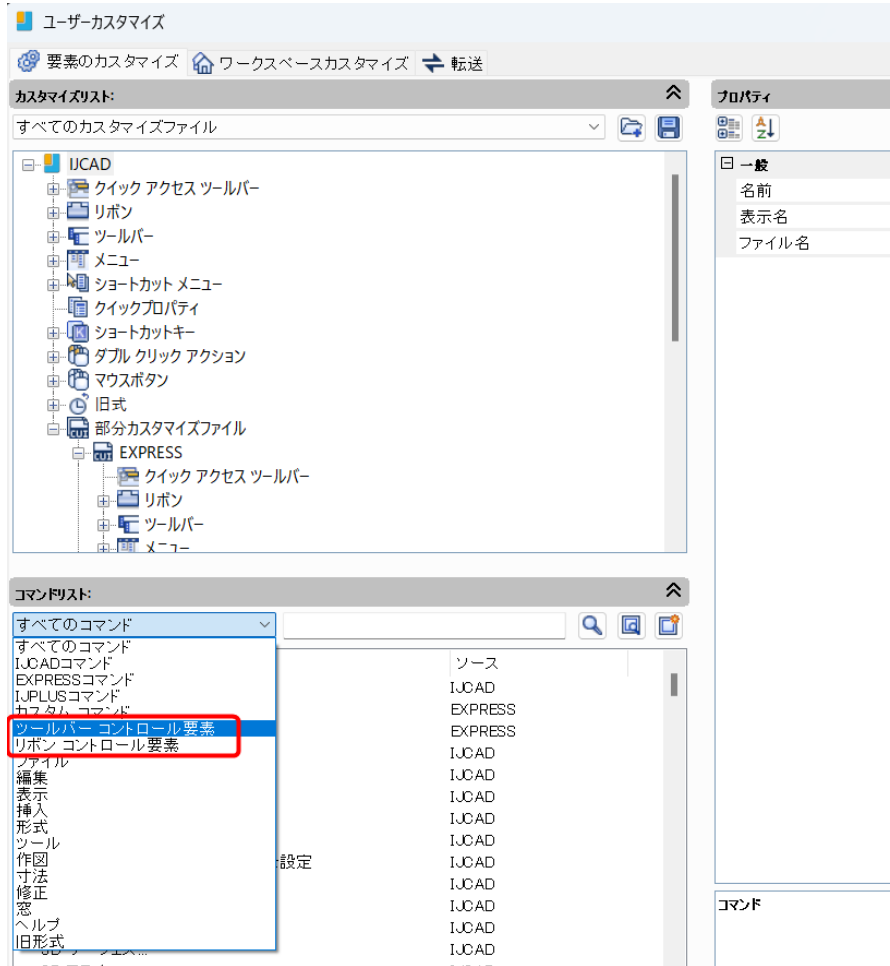 ユーザーカスタマイズ
要素のカスタマイズ ワークスペースカスタマイズ 転送
カスタマイズリスト:
すべてのカスタマイズファイル
IJCAD
クイック アクセス ツールバー
リボン
ツールバー
メニュー
ショートカット メニュー
クイックプロパティ
ショートカットキー
ダブル クリック アクション
マウスボタン
旧式
部分カスタマイズファイル
EXPRESS
クイック アクセス ツールバー
リボン
ツールバー
メニュー
プロパティ
一般
名前
表示名
ファイル名
コマンドリスト:
すべてのコマンド
すべてのコマンド
IJCADコマンド
EXPRESSコマンド
IJPLUSコマンド
カスタム コマンド
ツールバー コントロール要素
リボン コントロール要素
ファイル
編集
表示
挿入
形式
ツール
作図
寸法
修正
窓
ヘルプ
旧形式
設定
ソース
IJCAD
EXPRESS
EXPRESS
IJCAD
IJCAD
IJCAD
IJCAD
IJCAD
IJCAD
IJCAD
IJCAD
IJCAD
IJCAD
コマンド